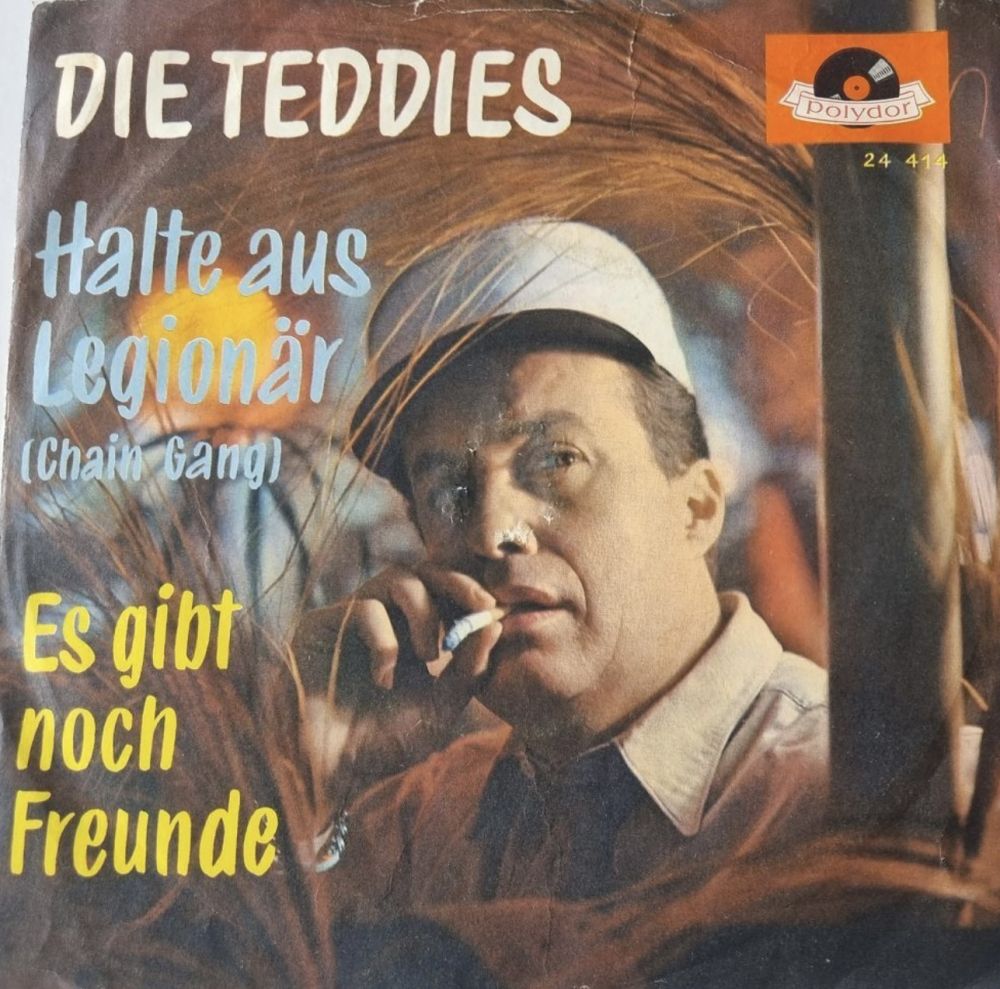 DIE TEDDIES
polydor
24 414
Halte aus
Legionär
(Chain Gang)
Es gibt
noch
Freunde